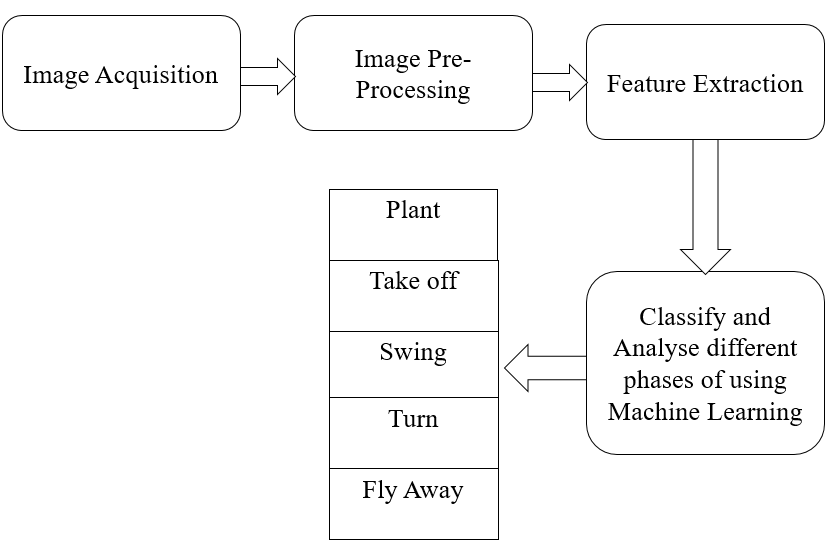 Image Acquisition
Image Pre-
Processing
Feature Extraction
Classify and
Analyse different
phases of using
Machine Learning
Plant
Take off
Swing
Turn
Fly Away